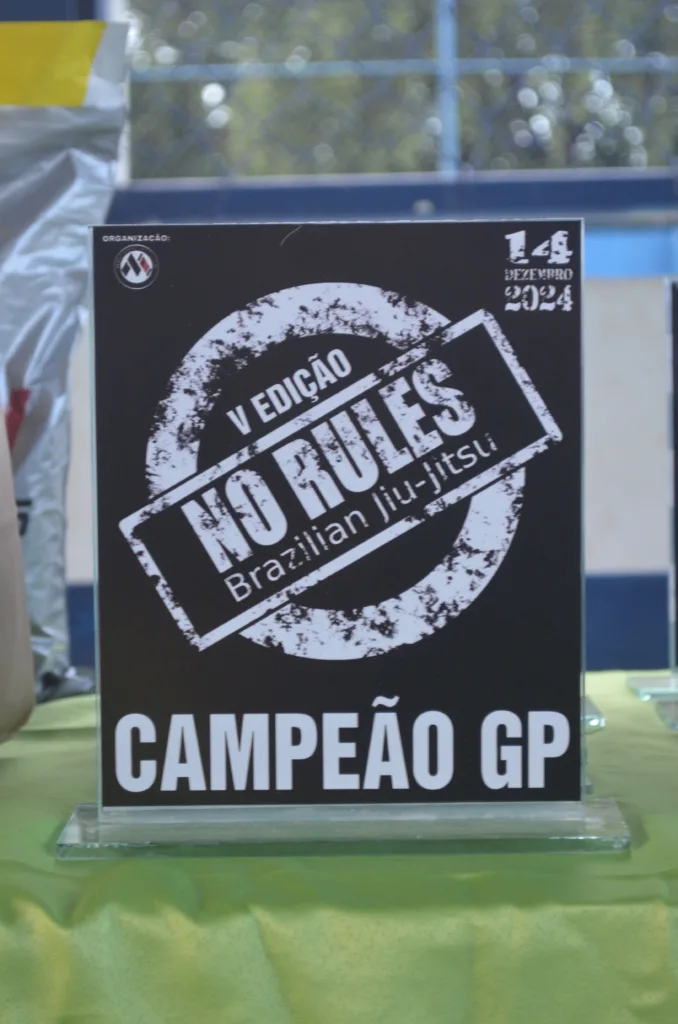 ORGANIZAÇÃO:
14
DEZEMBRO
2024
V EDIÇÃO
NO RULES
Brazilian Jiu-Jitsu
CAMPEÃO GP